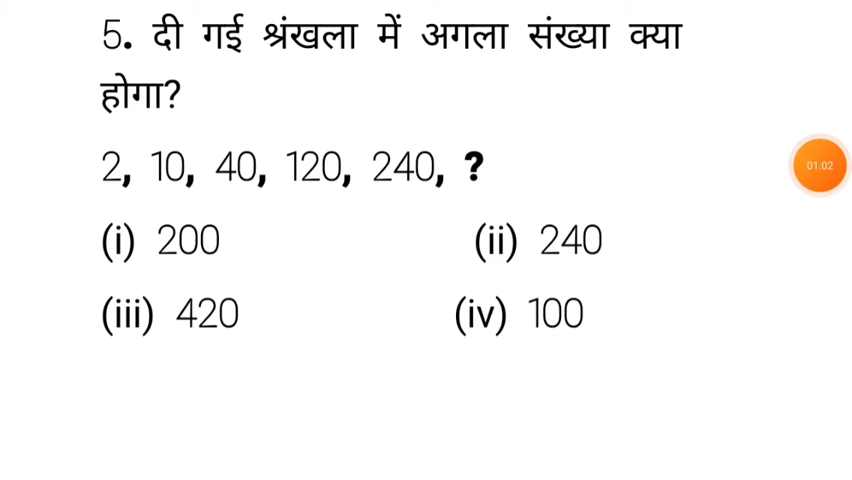 5. दी गई श्रंखला में अगला संख्या क्या
होगा?
2, 10, 40, 120, 240, ?
(i) 200 (ii) 240
(iii) 420 (iv) 100
01:02